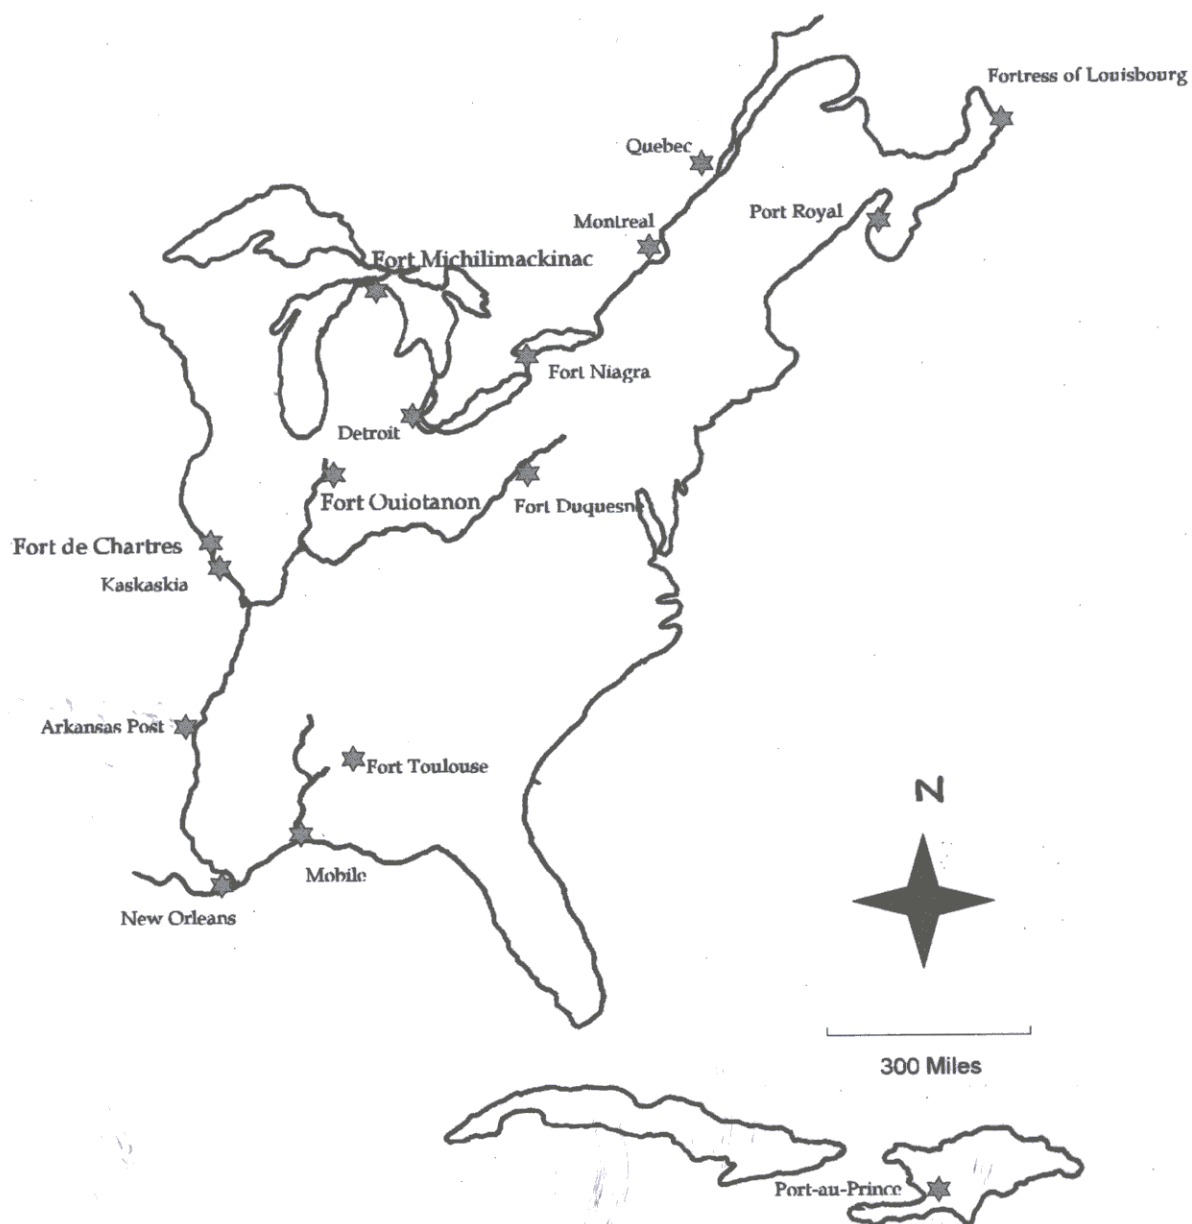 Fortress of Louisbourg
Quebec
Port Royal
Montreal
Fort Michilimackinac
Fort Niagra
Detroit
Fort Ouiotanon
Fort Duquesne
Fort de Chartres
Kaskaskia
Arkansas Post
Fort Toulouse
N
Mobile
New Orleans
300 Miles
Port-au-Prince